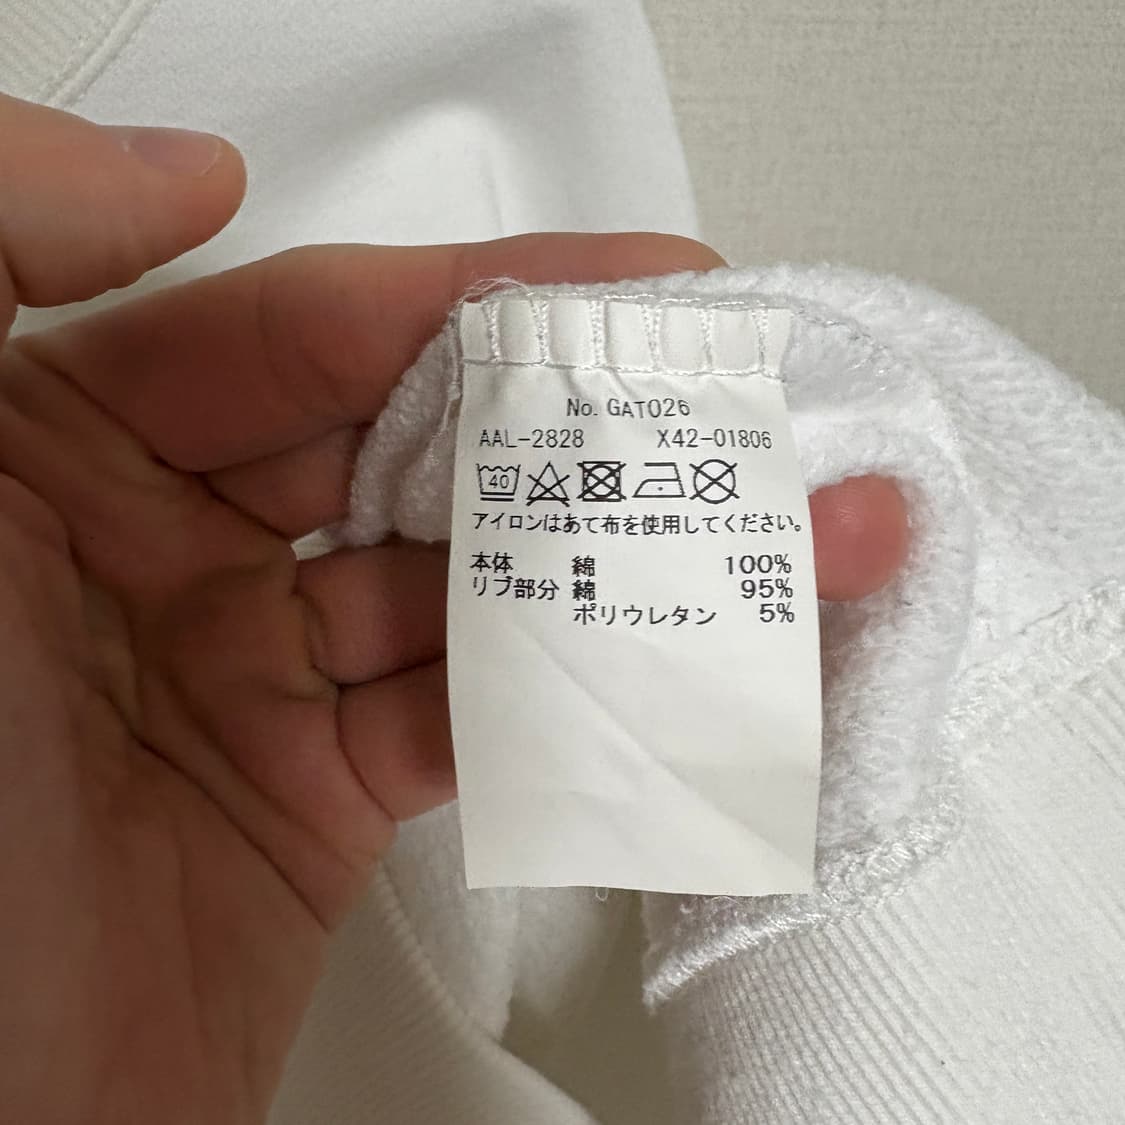 No. GAT026
AAL-2828 X42-01806
40
アイロンはあて布を使用してください。
本体 綿 100%
リブ部分 綿 95%
ポリウレタン 5%